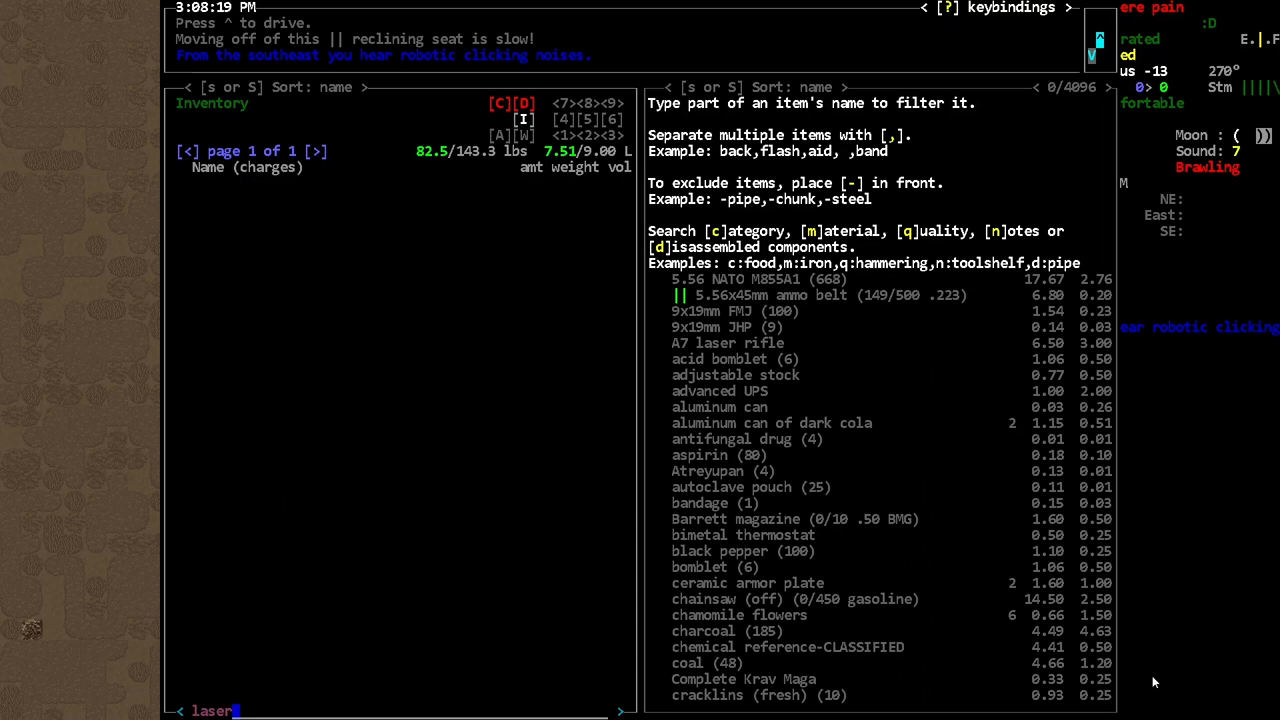 3:08:19 PM
< [?] keybindings >
Press ^ to drive.
Moving off of this || reclining seat is slow!
From the southeast you hear robotic clicking noises.
^
V
ere pain
:D
rated E.|.F
ed
us -13 270°
0> 0 Stm ||||\
fortable
Moon : ( ))
Sound: 7
Brawling
M
NE:
East:
SE:
ear robotic clicking
< [s or S] Sort: name >
Inventory [C][D] <7><8><9>
[I] [4][5][6]
[A][W] <1><2><3>
[<] page 1 of 1 [>] 82.5/143.3 lbs 7.51/9.00 L
Name (charges) amt weight vol
< laser >
< [s or S] Sort: name > < 0/4096 >
Type part of an item's name to filter it.
Separate multiple items with [,].
Example: back,flash,aid, ,band
To exclude items, place [-] in front.
Example: -pipe,-chunk,-steel
Search [c]ategory, [m]aterial, [q]uality, [n]otes or
[d]isassembled components.
Examples: c:food,m:iron,q:hammering,n:toolshelf,d:pipe
5.56 NATO M855A1 (668) 17.67 2.76
|| 5.56x45mm ammo belt (149/500 .223) 6.80 0.20
9x19mm FMJ (100) 1.54 0.23
9x19mm JHP (9) 0.14 0.03
A7 laser rifle 6.50 3.00
acid bomblet (6) 1.06 0.50
adjustable stock 0.77 0.50
advanced UPS 1.00 2.00
aluminum can 0.03 0.26
aluminum can of dark cola 2 1.15 0.51
antifungal drug (4) 0.01 0.01
aspirin (80) 0.18 0.10
Atreyupan (4) 0.13 0.01
autoclave pouch (25) 0.11 0.01
bandage (1) 0.15 0.03
Barrett magazine (0/10 .50 BMG) 1.60 0.50
bimetal thermostat 0.50 0.25
black pepper (100) 1.10 0.25
bomblet (6) 1.06 0.50
ceramic armor plate 2 1.60 1.00
chainsaw (off) (0/450 gasoline) 14.50 2.50
chamomile flowers 6 0.66 1.50
charcoal (185) 4.49 4.63
chemical reference-CLASSIFIED 4.41 0.50
coal (48) 4.66 1.20
Complete Krav Maga 0.33 0.25
cracklins (fresh) (10) 0.93 0.25